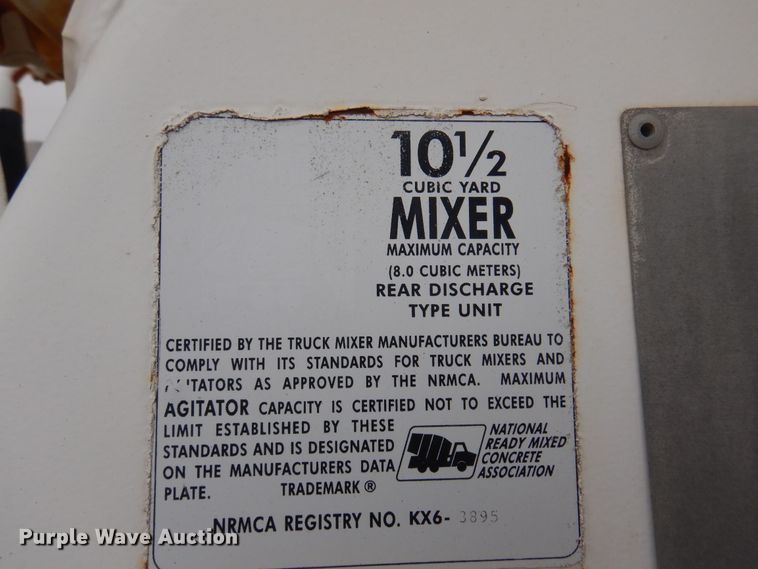 10 1/2
CUBIC YARD
MIXER
MAXIMUM CAPACITY
(8.0 CUBIC METERS)
REAR DISCHARGE
TYPE UNIT
CERTIFIED BY THE TRUCK MIXER MANUFACTURERS BUREAU TO
COMPLY WITH ITS STANDARDS FOR TRUCK MIXERS AND
AGITATORS AS APPROVED BY THE NRMCA. MAXIMUM
AGITATOR CAPACITY IS CERTIFIED NOT TO EXCEED THE
LIMIT ESTABLISHED BY THESE
STANDARDS AND IS DESIGNATED
ON THE MANUFACTURERS DATA
PLATE. TRADEMARK ®
NATIONAL
READY MIXED
CONCRETE
ASSOCIATION
NRMCA REGISTRY NO. KX6- 3895
Purple Wave Auction